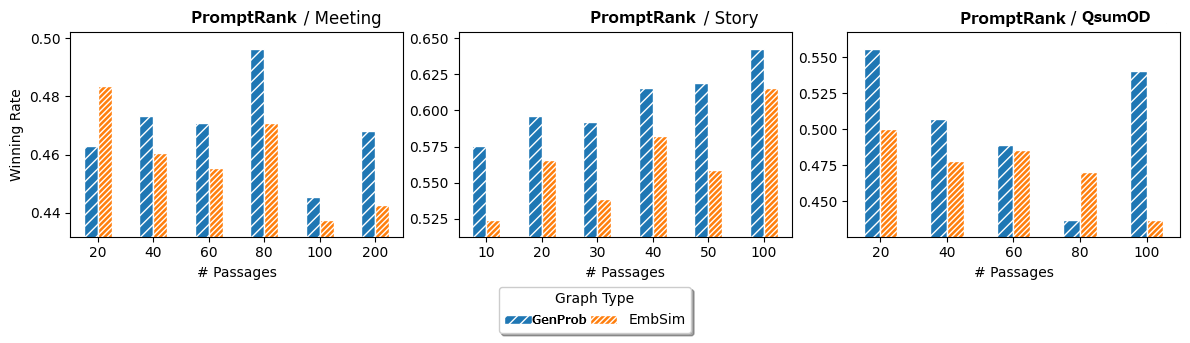 PromptRank / Meeting
PromptRank / Story
PromptRank / QsumOD
Winning Rate
0.50
0.48
0.46
0.44
20 40 60 80 100 200
# Passages
0.650
0.625
0.600
0.575
0.550
0.525
10 20 30 40 50 100
# Passages
0.550
0.525
0.500
0.475
0.450
20 40 60 80 100
# Passages
Graph Type
GenProb EmbSim